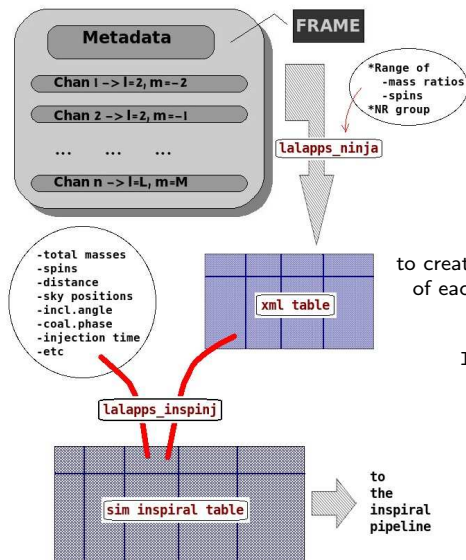 Metadata
FRAME
Chan 1 -> l=2, m=-2
Chan 2 -> l=2, m=-1
... ... ...
Chan n -> l=L, m=M
*Range of
-mass ratios
-spins
*NR group
lalapps_ninja
-total masses
-spins
-distance
-sky positions
-incl.angle
-coal.phase
-injection time
-etc
xml table
to creat
of eac
lalapps_inspinj
sim inspiral table
to
the
inspiral
pipeline